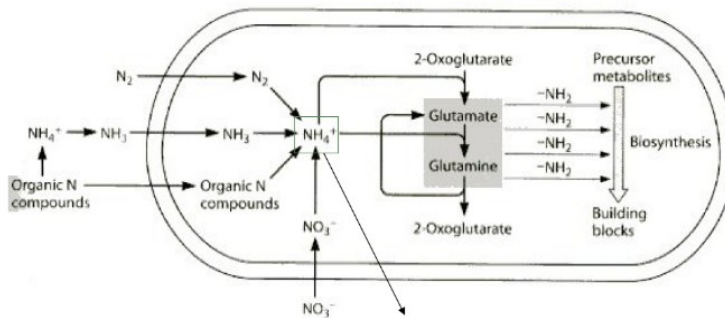 2-Oxoglutarate
Precursor
metabolites
N₂
N₂
–NH₂
Glutamate
–NH₂
NH₄⁺
NH₃
NH₃
NH₄⁺
–NH₂
Biosynthesis
Glutamine
–NH₂
Organic N
compounds
Organic N
compounds
Building
blocks
NO₃⁻
2-Oxoglutarate
NO₃⁻